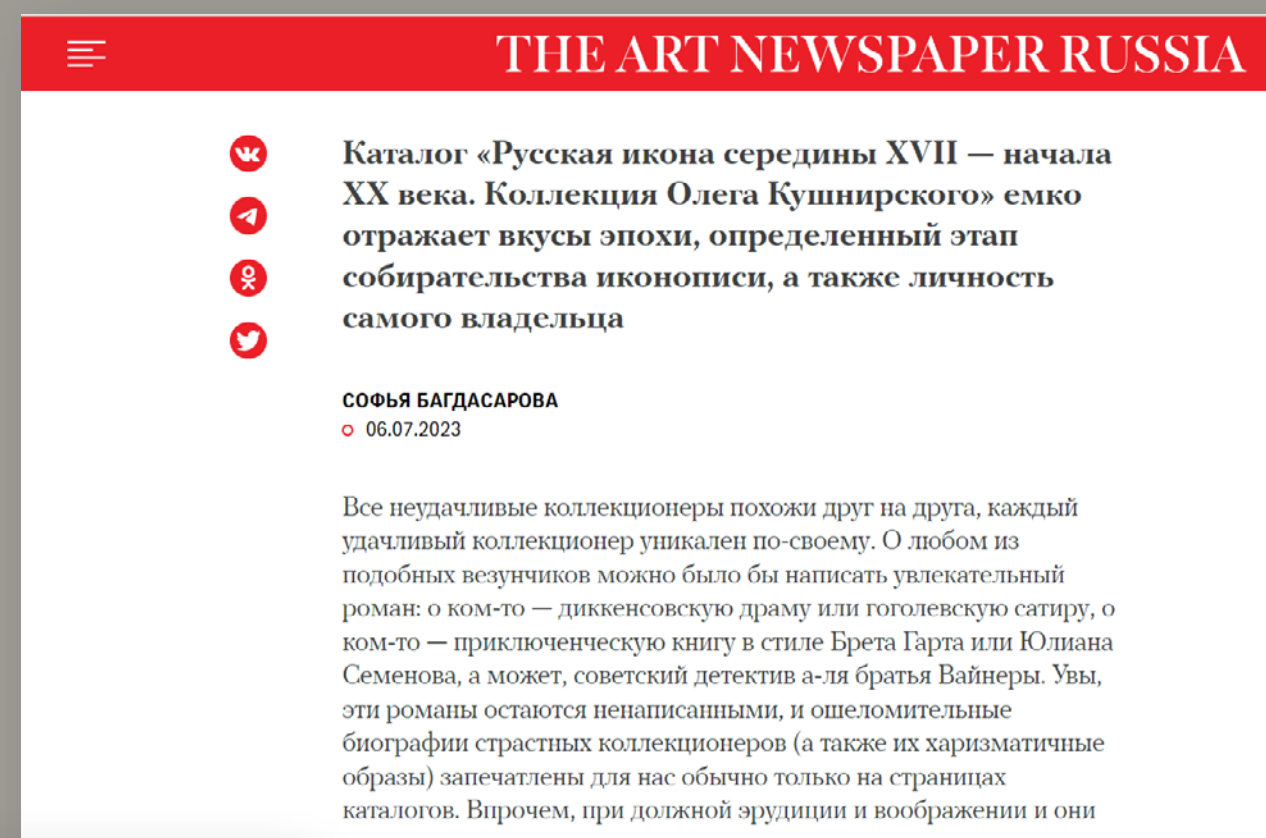 THE ART NEWSPAPER RUSSIA
Каталог «Русская икона середины XVII — начала
XX века. Коллекция Олега Кушнирского» емко
отражает вкусы эпохи, определенный этап
собирательства иконописи, а также личность
самого владельца
СОФЬЯ БАГДАСАРОВА
06.07.2023
Все неудачливые коллекционеры похожи друг на друга, каждый
удачливый коллекционер уникален по-своему. О любом из
подобных везунчиков можно было бы написать увлекательный
роман: о ком-то — диккенсовскую драму или гоголевскую сатиру, о
ком-то — приключенческую книгу в стиле Брета Гарта или Юлиана
Семенова, а может, советский детектив а-ля братья Вайнеры. Увы,
эти романы остаются ненаписанными, и ошеломительные
биографии страстных коллекционеров (а также их харизматичные
образы) запечатлены для нас обычно только на страницах
каталогов. Впрочем, при должной эрудиции и воображении и они